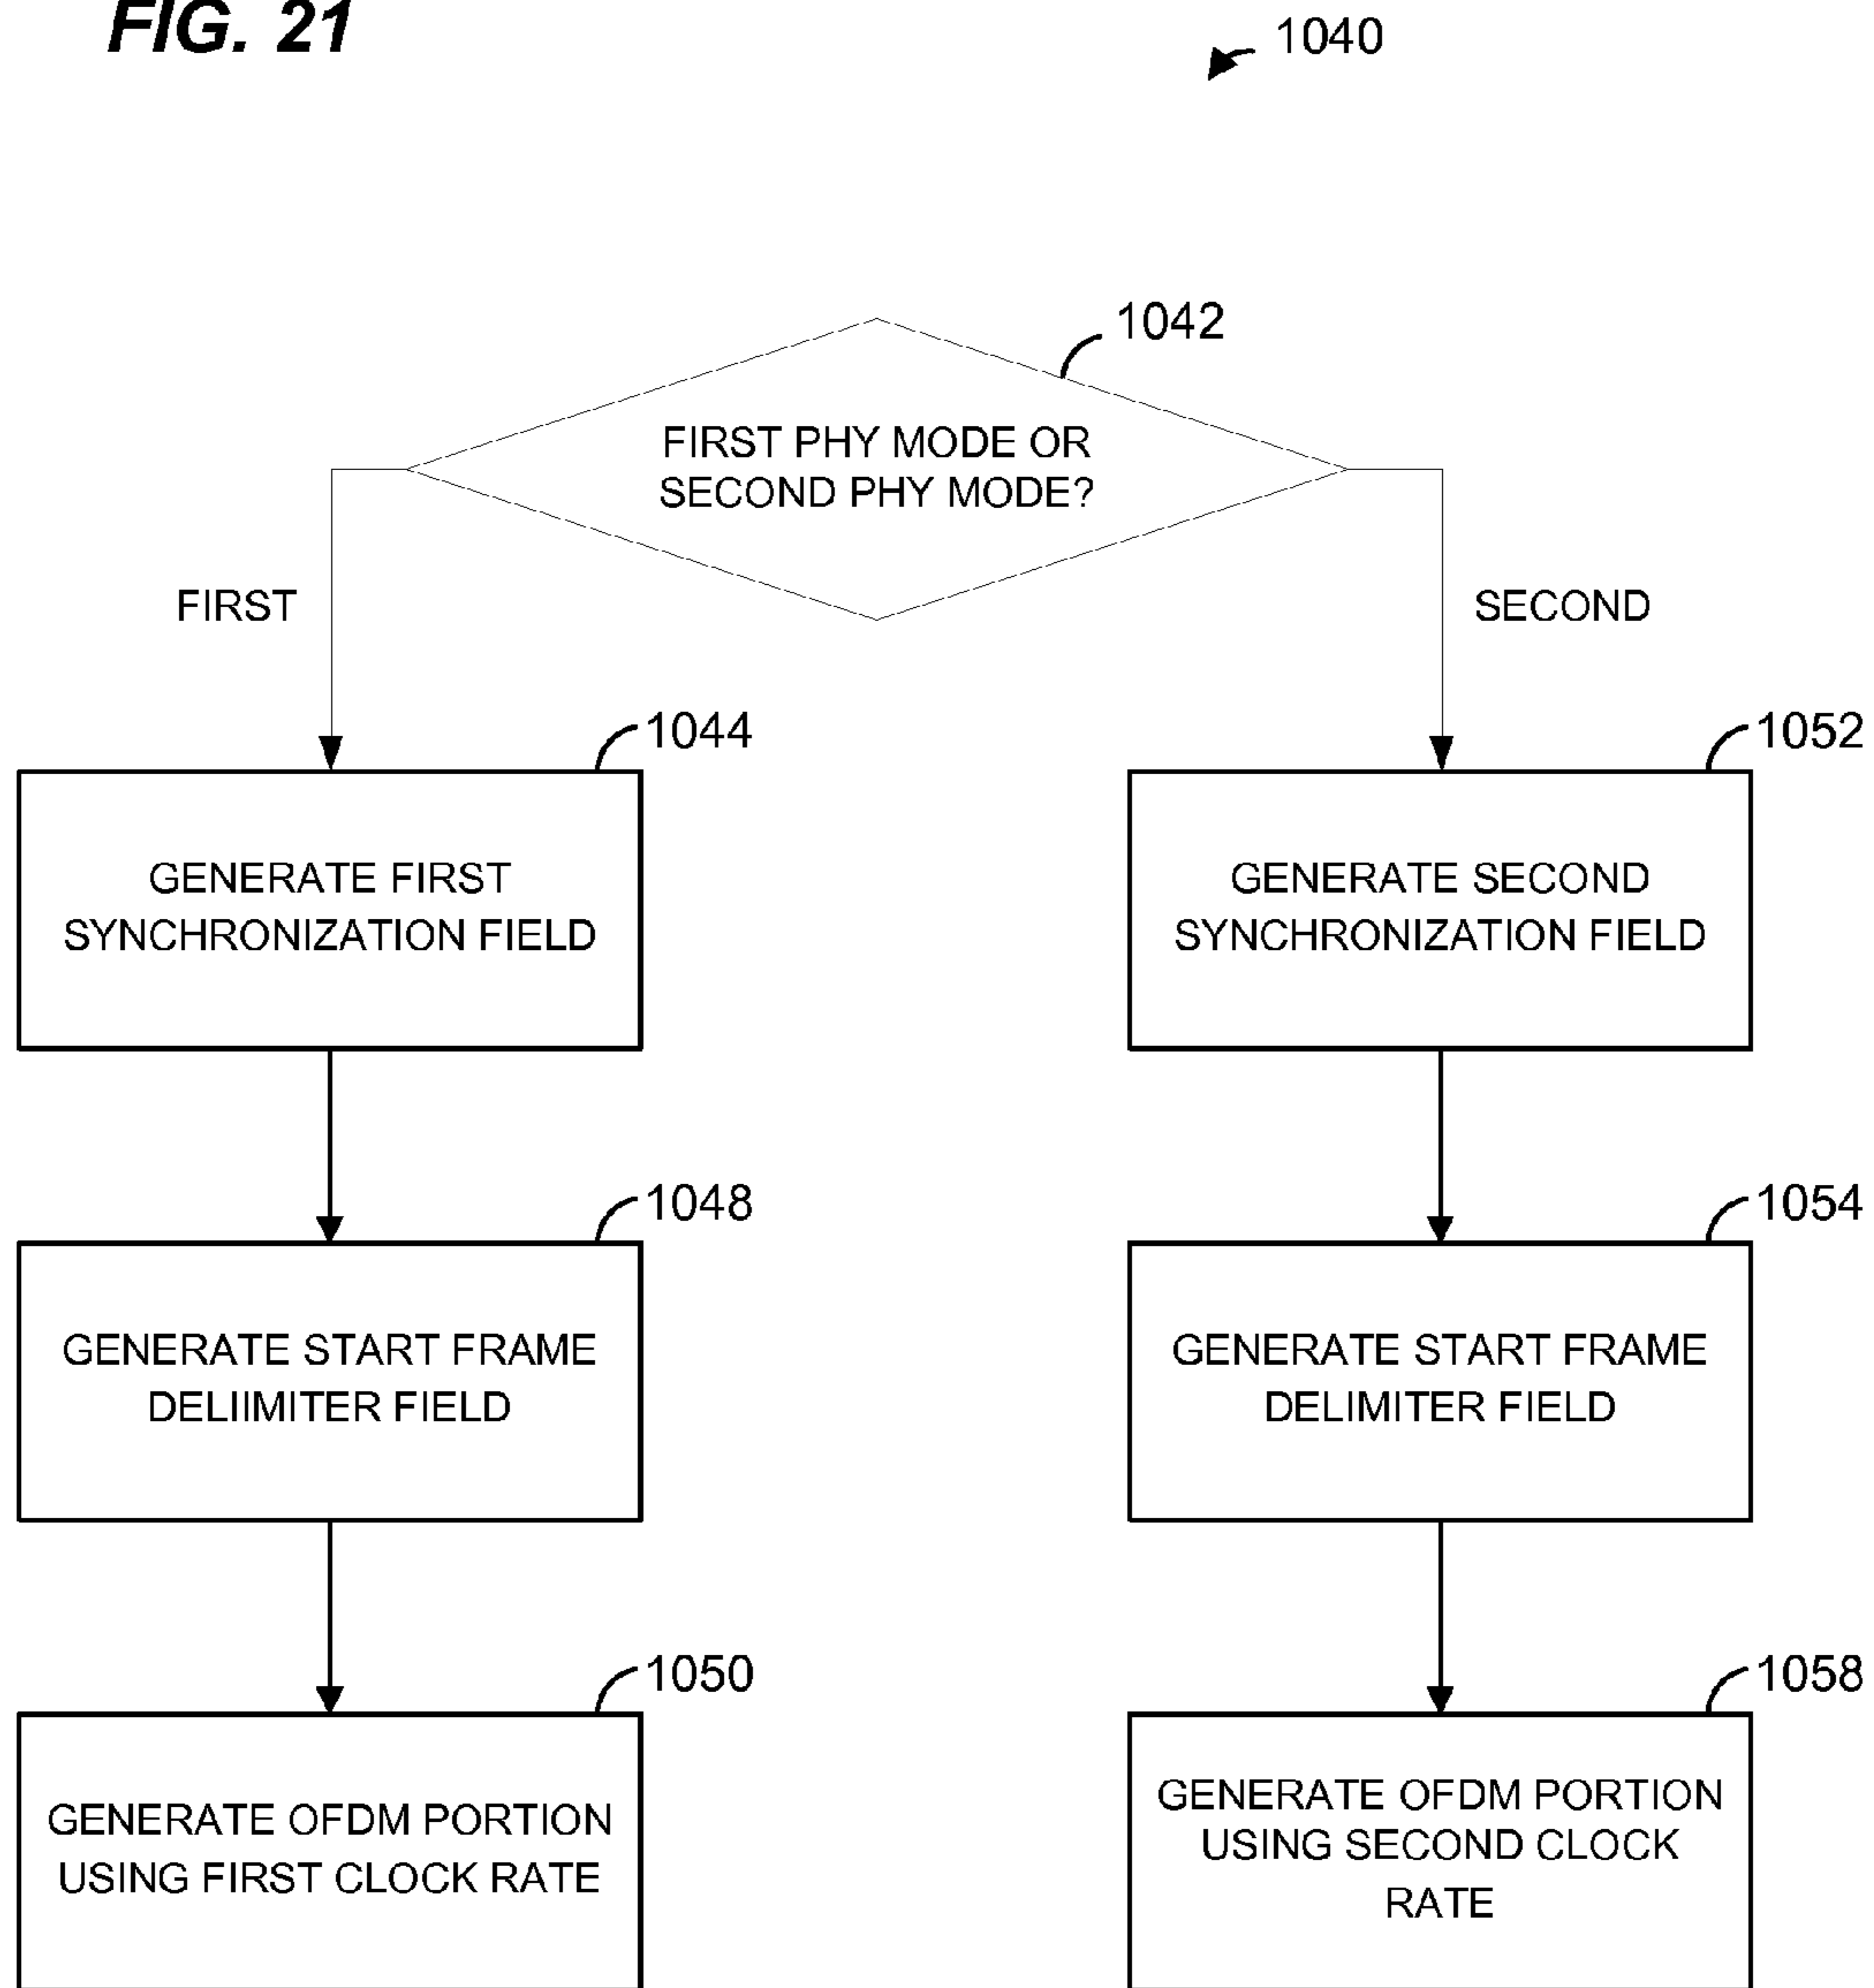 FIG. 21
1040
1042
FIRST PHY MODE OR
SECOND PHY MODE?
FIRST
SECOND
1044
GENERATE FIRST
SYNCHRONIZATION FIELD
1052
GENERATE SECOND
SYNCHRONIZATION FIELD
1048
GENERATE START FRAME
DELIIMITER FIELD
1054
GENERATE START FRAME
DELIMITER FIELD
1050
GENERATE OFDM PORTION
USING FIRST CLOCK RATE
1058
GENERATE OFDM PORTION
USING SECOND CLOCK
RATE